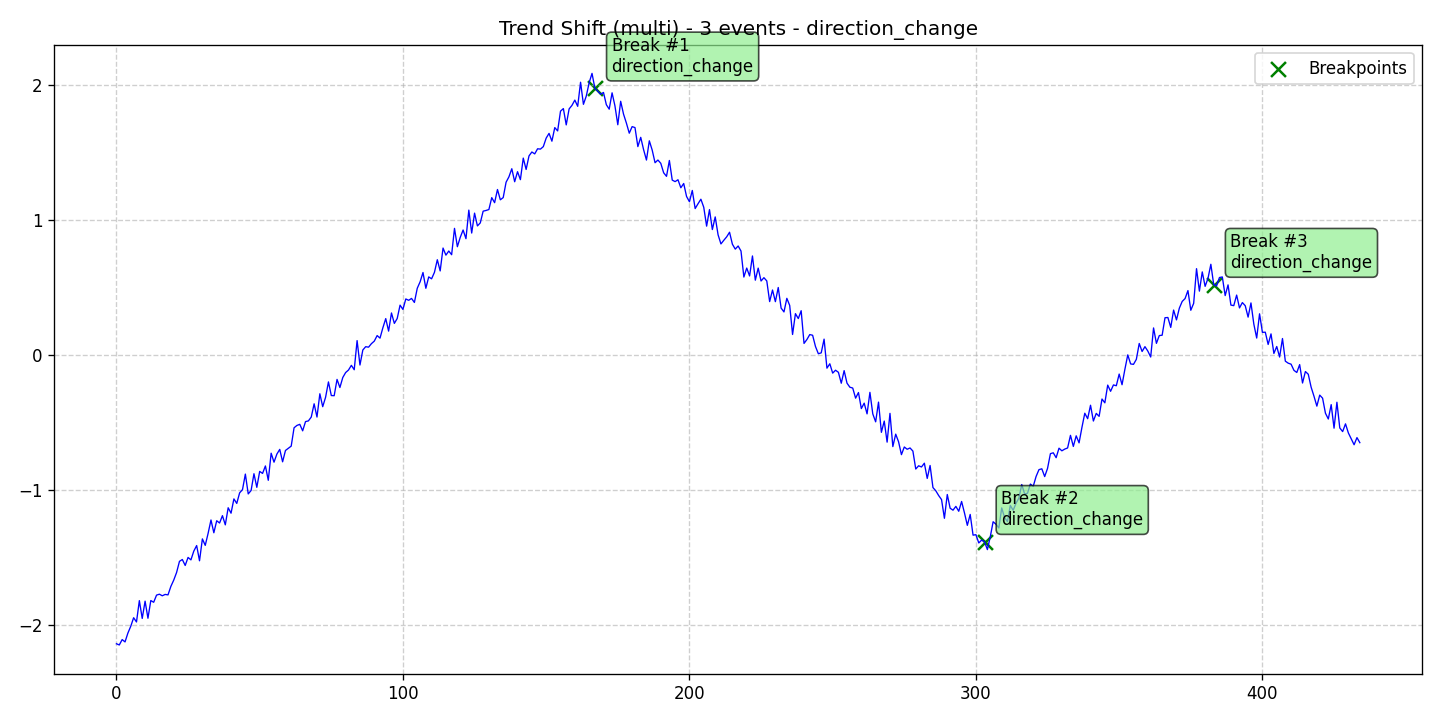 Trend Shift (multi) - 3 events - direction_change
Break #1
direction_change
Breakpoints
Break #3
direction_change
Break #2
direction_change
2
1
0
−1
−2
0
100
200
300
400